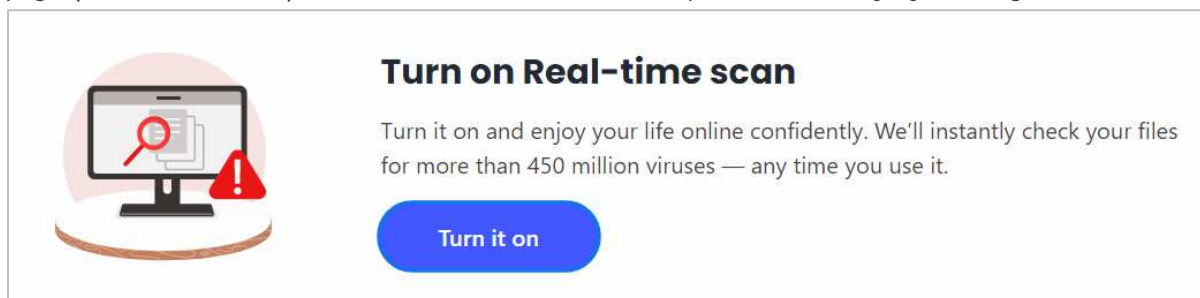 Turn on Real-time scan
Turn it on and enjoy your life online confidently. We’ll instantly check your files
for more than 450 million viruses — any time you use it.
Turn it on